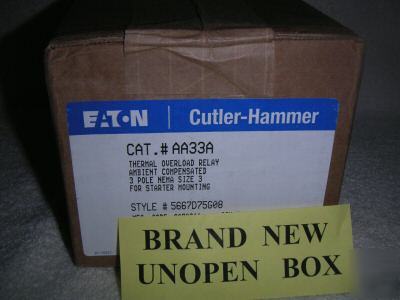 EATON | Cutler-Hammer
CAT.# AA33A
THERMAL OVERLOAD RELAY
AMBIENT COMPENSATED
3 POLE NEMA SIZE 3
FOR STARTER MOUNTING
STYLE # 5667D75G08
BRAND NEW
UNOPEN BOX